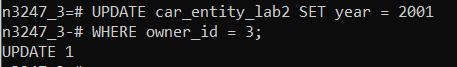 n3247_3=# UPDATE car_entity_lab2 SET year = 2001
n3247_3-# WHERE owner_id = 3;
UPDATE 1